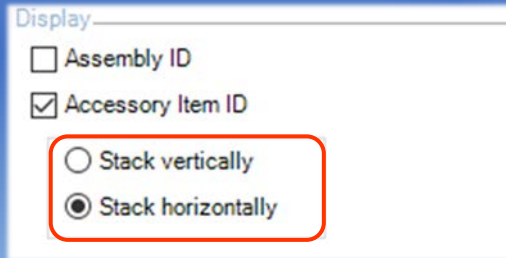 Display
Assembly ID
Accessory Item ID
Stack vertically
Stack horizontally